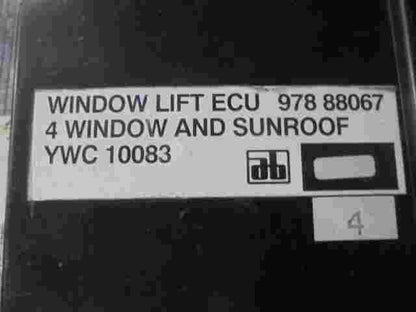 WINDOW LIFT ECU 978 88067
4 WINDOW AND SUNROOF
YWC 10083
ab
4